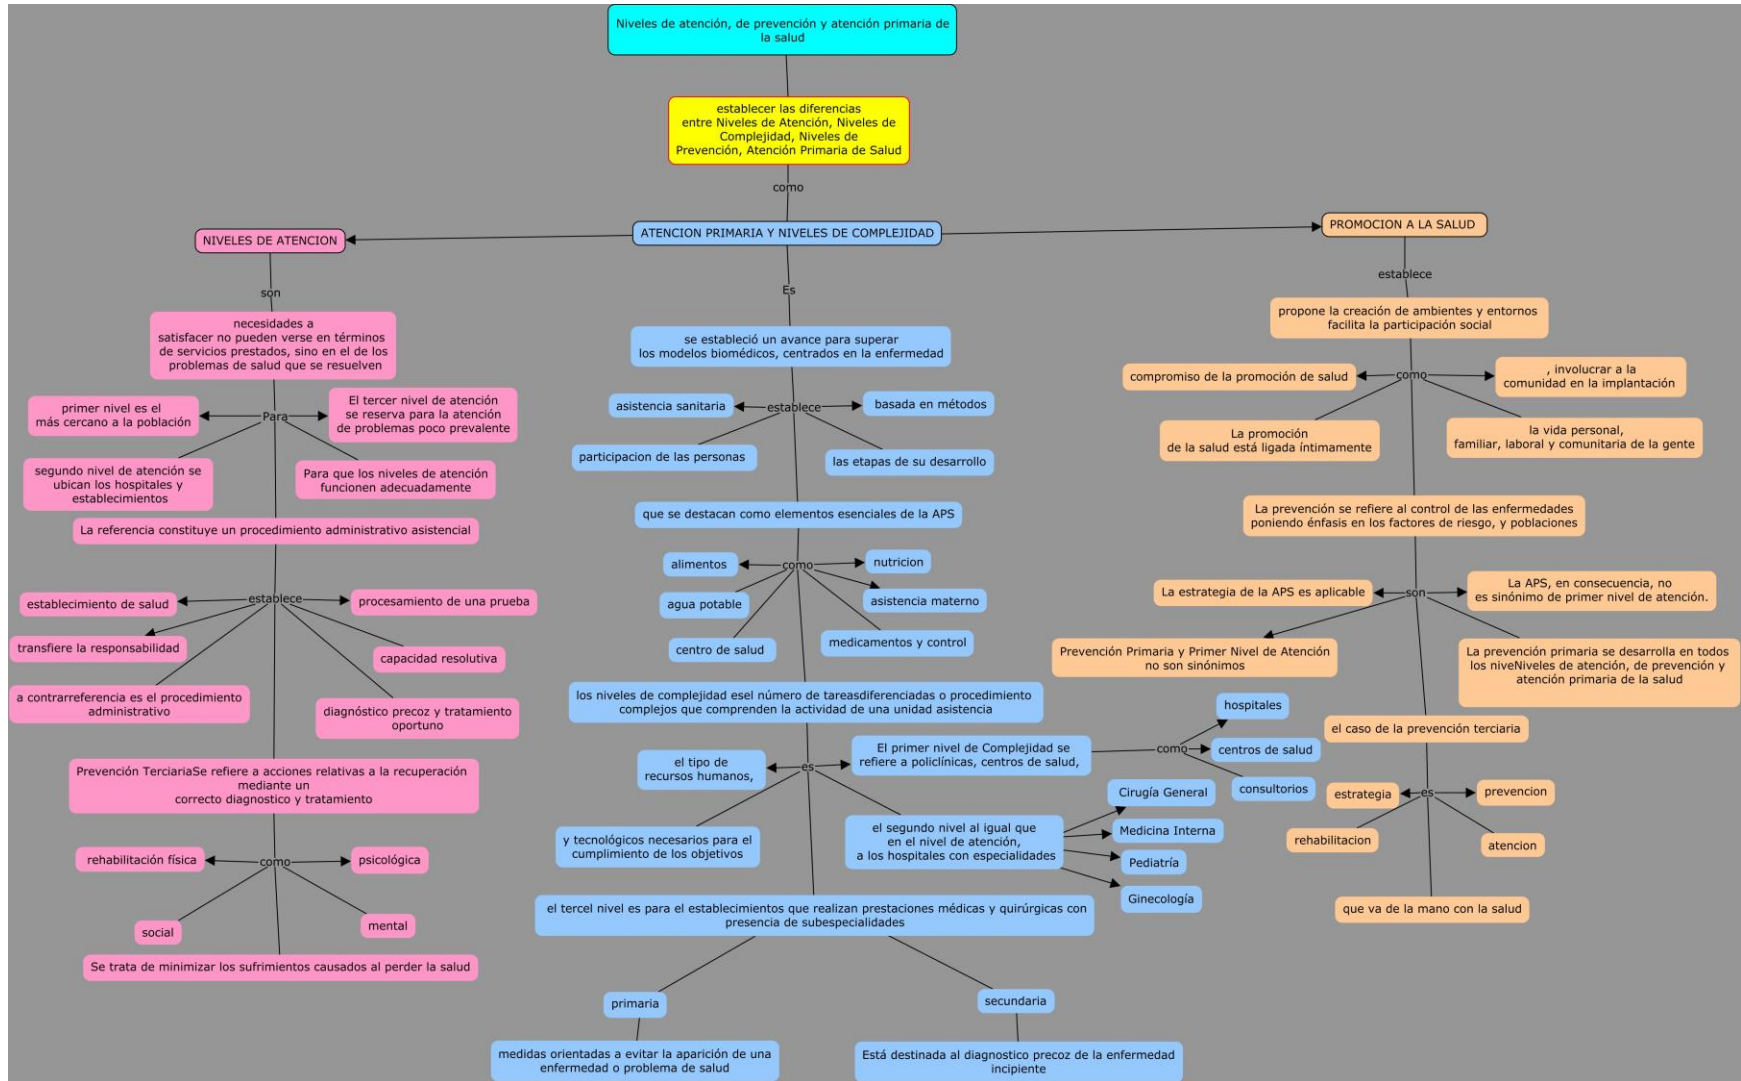 Niveles de atención, de prevención y atención primaria de
la salud
establecer las diferencias
entre Niveles de Atención, Niveles de
Complejidad, Niveles de
Prevención, Atención Primaria de Salud
como
NIVELES DE ATENCION
ATENCION PRIMARIA Y NIVELES DE COMPLEJIDAD
PROMOCION A LA SALUD
son
necesidades a
satisfacer no pueden verse en términos
de servicios prestados, sino en el de los
problemas de salud que se resuelven
primer nivel es el
más cercano a la población
Para
El tercer nivel de atención
se reserva para la atención
de problemas poco prevalente
segundo nivel de atención se
ubican los hospitales y
establecimientos
Para que los niveles de atención
funcionen adecuadamente
La referencia constituye un procedimiento administrativo asistencial
establecimiento de salud
establece
procesamiento de una prueba
transfiere la responsabilidad
capacidad resolutiva
a contrarreferencia es el procedimiento
administrativo
diagnóstico precoz y tratamiento
oportuno
Prevención TerciariaSe refiere a acciones relativas a la recuperación
mediante un
correcto diagnostico y tratamiento
rehabilitación física
como
psicológica
social
mental
Se trata de minimizar los sufrimientos causados al perder la salud
Es
se estableció un avance para superar
los modelos biomédicos, centrados en la enfermedad
asistencia sanitaria
establece
basada en métodos
participacion de las personas
las etapas de su desarrollo
que se destacan como elementos esenciales de la APS
alimentos
como
nutricion
agua potable
asistencia materno
centro de salud
medicamentos y control
los niveles de complejidad esel número de tareasdiferenciadas o procedimiento
complejos que comprenden la actividad de una unidad asistencia
el tipo de
recursos humanos,
es
El primer nivel de Complejidad se
refiere a policlínicas, centros de salud,
como
hospitales
centros de salud
consultorios
y tecnológicos necesarios para el
cumplimiento de los objetivos
el segundo nivel al igual que
en el nivel de atención,
a los hospitales con especialidades
Cirugía General
Medicina Interna
Pediatría
Ginecología
el tercel nivel es para el establecimientos que realizan prestaciones médicas y quirúrgicas con
presencia de subespecialidades
primaria
secundaria
medidas orientadas a evitar la aparición de una
enfermedad o problema de salud
Está destinada al diagnostico precoz de la enfermedad
incipiente
establece
propone la creación de ambientes y entornos
facilita la participación social
compromiso de la promoción de salud
como
, involucrar a la
comunidad en la implantación
La promoción
de la salud está ligada íntimamente
la vida personal,
familiar, laboral y comunitaria de la gente
La prevención se refiere al control de las enfermedades
poniendo énfasis en los factores de riesgo, y poblaciones
La estrategia de la APS es aplicable
son
La APS, en consecuencia, no
es sinónimo de primer nivel de atención.
Prevención Primaria y Primer Nivel de Atención
no son sinónimos
La prevención primaria se desarrolla en todos
los niveNiveles de atención, de prevención y
atención primaria de la salud
el caso de la prevención terciaria
estrategia
es
prevencion
rehabilitacion
atencion
que va de la mano con la salud